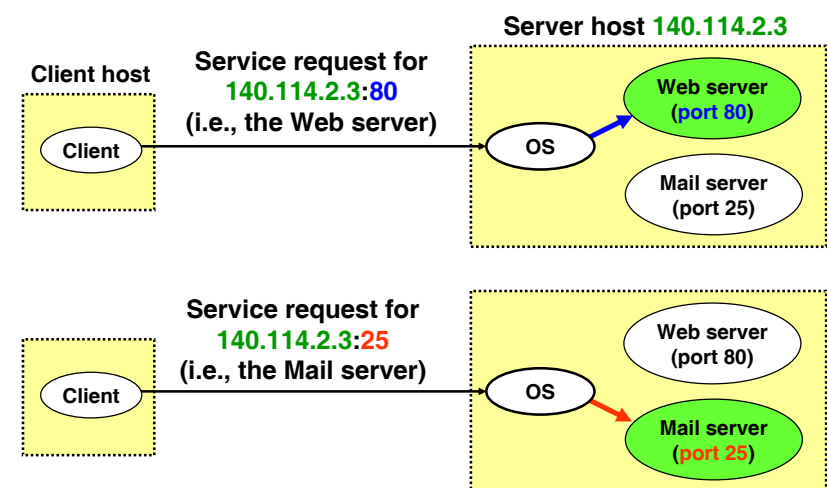 Server host 140.114.2.3
Client host
Service request for
140.114.2.3:80
(i.e., the Web server)
Client
OS
Web server
(port 80)
Mail server
(port 25)
Service request for
140.114.2.3:25
(i.e., the Mail server)
Client
OS
Web server
(port 80)
Mail server
(port 25)